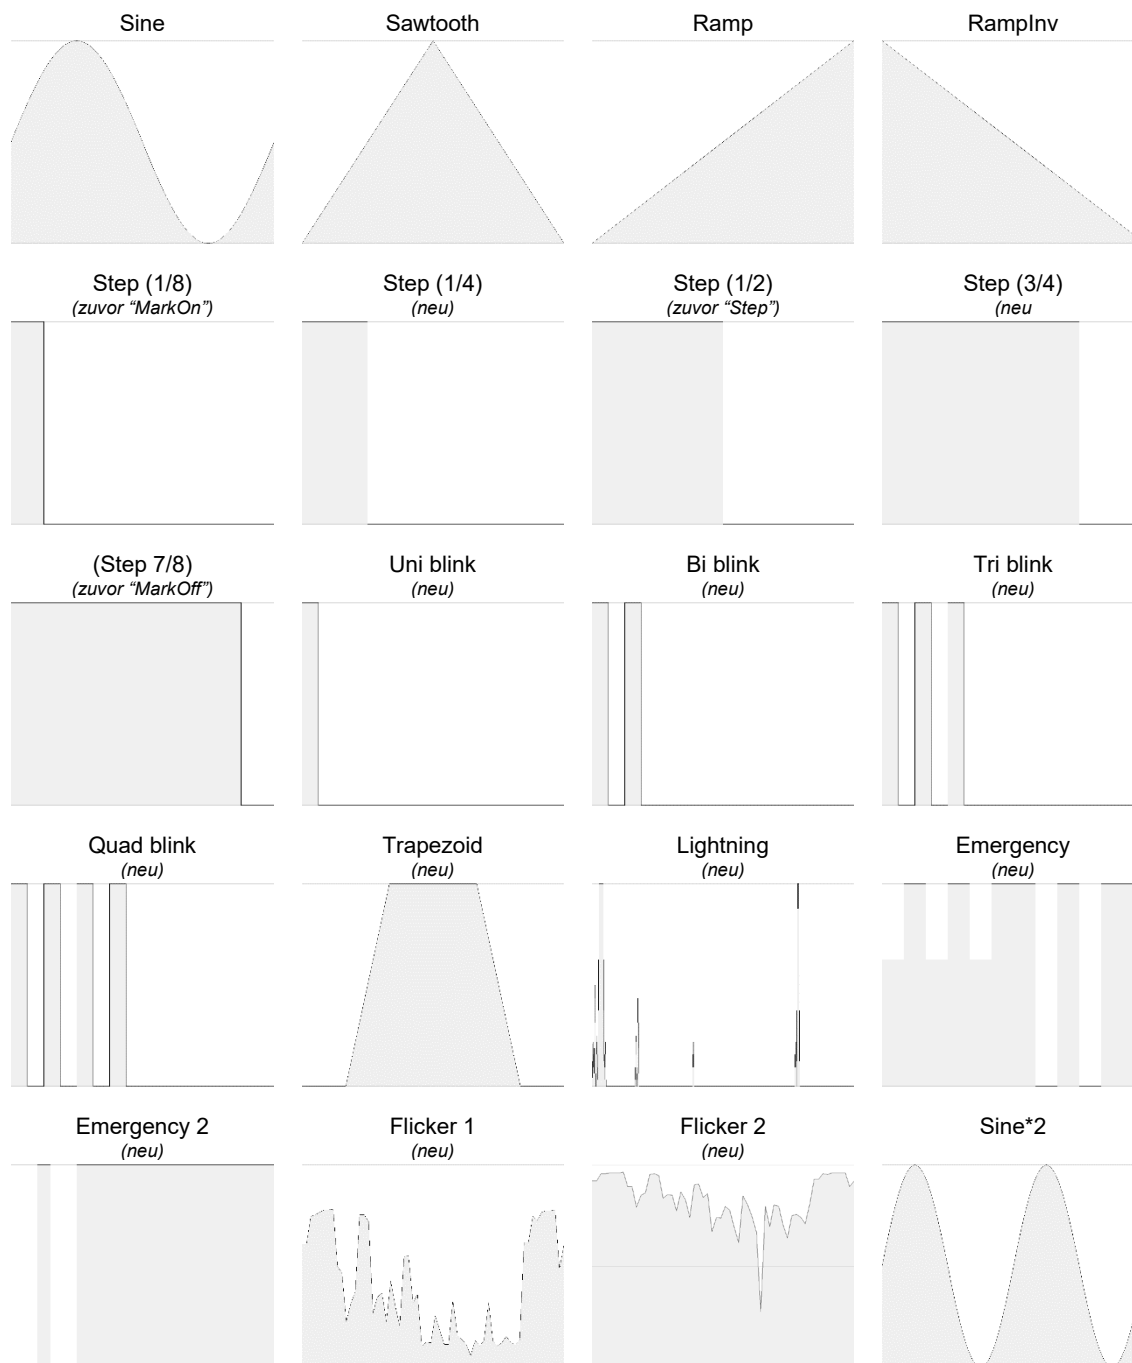 Sine
Sawtooth
Ramp
RampInv
Step (1/8)
(zuvor “MarkOn”)
Step (1/4)
(neu)
Step (1/2)
(zuvor “Step”)
Step (3/4)
(neu
(Step 7/8)
(zuvor “MarkOff”)
Uni blink
(neu)
Bi blink
(neu)
Tri blink
(neu)
Quad blink
(neu)
Trapezoid
(neu)
Lightning
(neu)
Emergency
(neu)
Emergency 2
(neu)
Flicker 1
(neu)
Flicker 2
(neu)
Sine*2